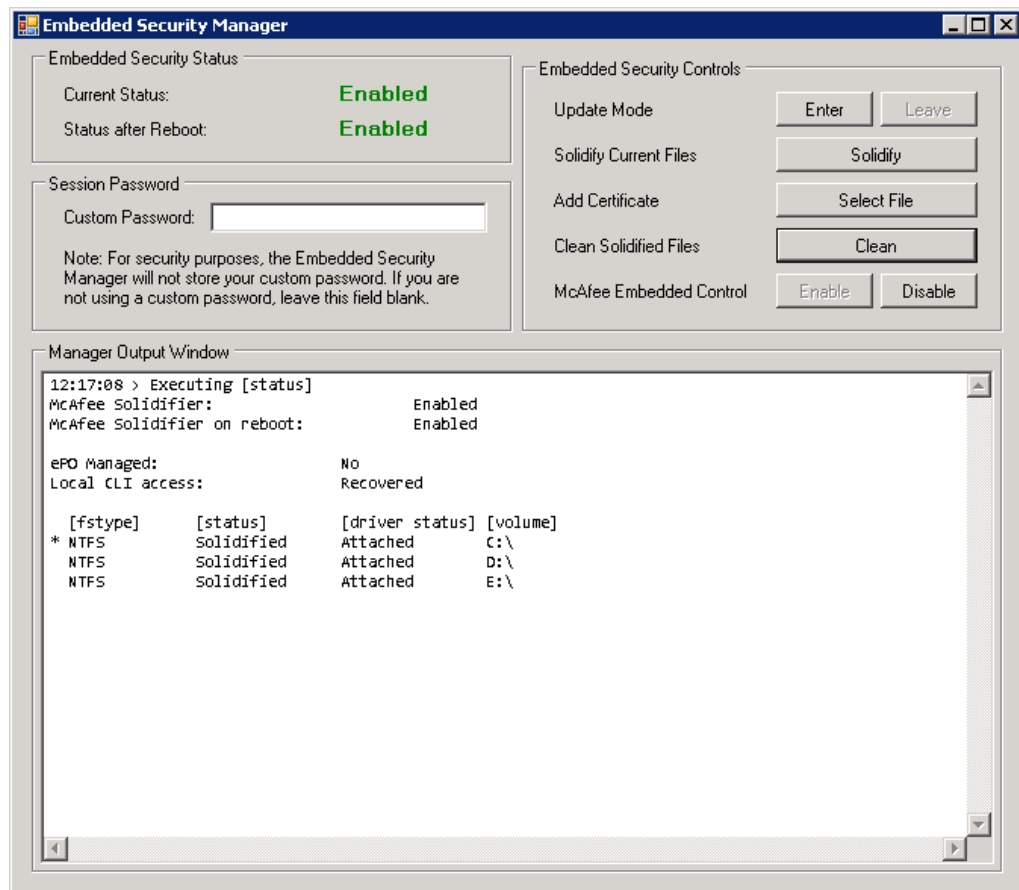 Embedded Security Manager
Embedded Security Status
Current Status: Enabled
Status after Reboot: Enabled
Session Password
Custom Password:
Note: For security purposes, the Embedded Security
Manager will not store your custom password. If you are
not using a custom password, leave this field blank.
Embedded Security Controls
Update Mode Enter Leave
Solidify Current Files Solidify
Add Certificate Select File
Clean Solidified Files Clean
McAfee Embedded Control Enable Disable
Manager Output Window
12:17:08 > Executing [status]
McAfee Solidifier: Enabled
McAfee Solidifier on reboot: Enabled
ePO Managed: No
Local CLI access: Recovered
[fstype] [status] [driver status] [volume]
* NTFS Solidified Attached C:\
NTFS Solidified Attached D:\
NTFS Solidified Attached E:\